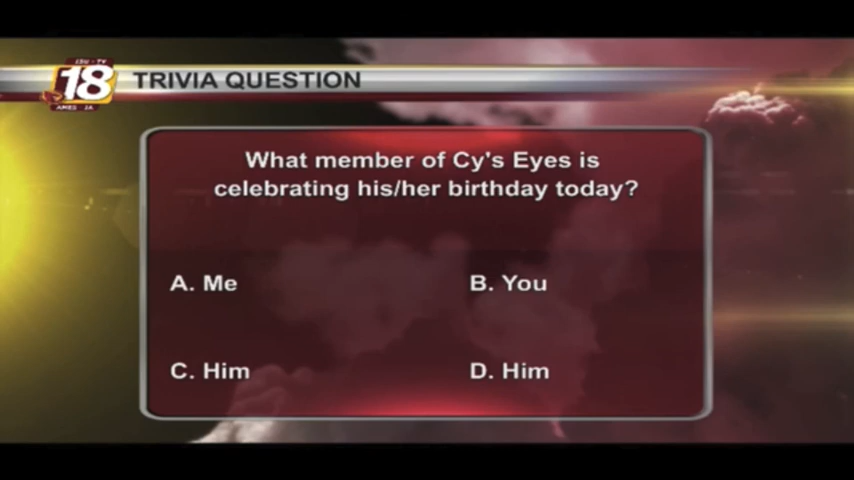 ISU - TV
18
AMES - IA
TRIVIA QUESTION
What member of Cy's Eyes is
celebrating his/her birthday today?
A. Me
B. You
C. Him
D. Him